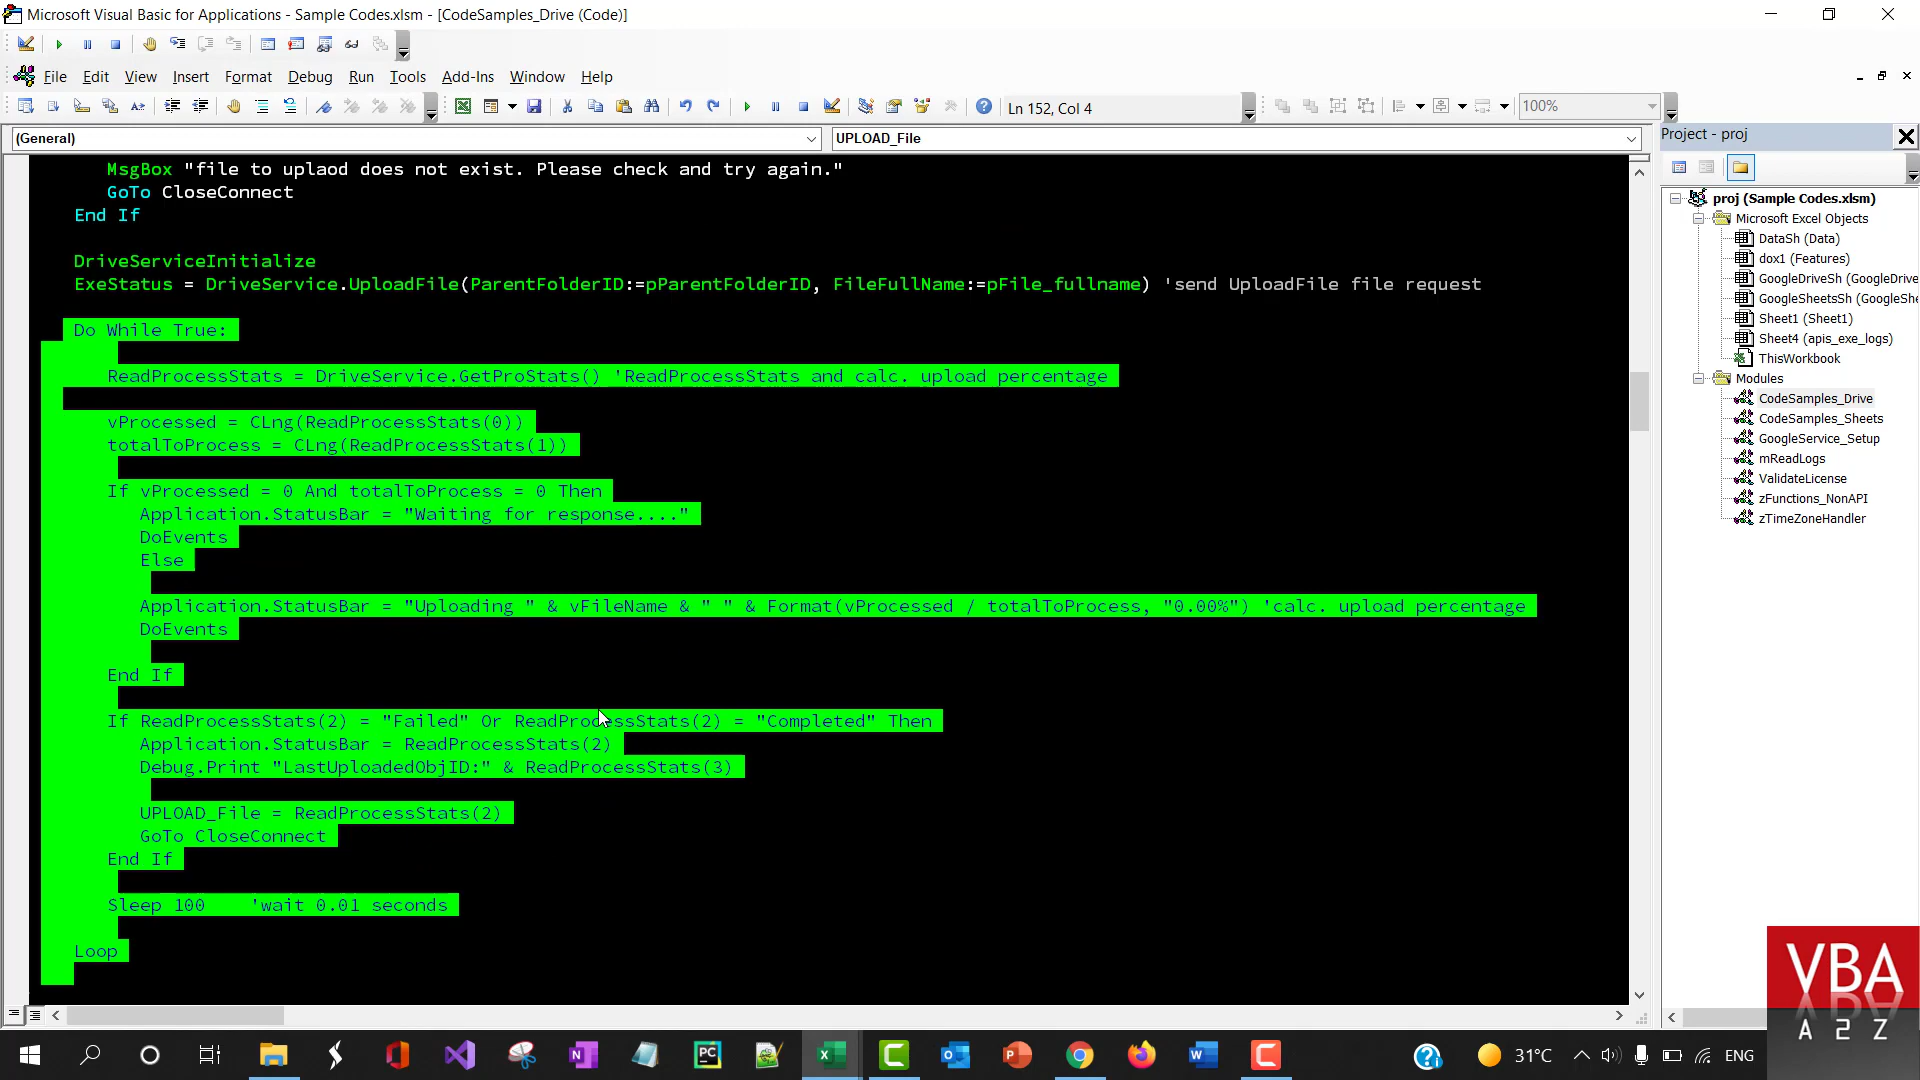 Microsoft Visual Basic for Applications - Sample Codes.xlsm - [CodeSamples_Drive (Code)]
File Edit View Insert Format Debug Run Tools Add-Ins Window Help
Ln 152, Col 4
100%
(General)
UPLOAD_File
MsgBox "file to uplaod does not exist. Please check and try again."
GoTo CloseConnect
End If
DriveServiceInitialize
ExeStatus = DriveService.UploadFile(ParentFolderID:=pParentFolderID, FileFullName:=pFile_fullname) 'send UploadFile file request
Do While True:
ReadProcessStats = DriveService.GetProStats() 'ReadProcessStats and calc. upload percentage
vProcessed = CLng(ReadProcessStats(0))
totalToProcess = CLng(ReadProcessStats(1))
If vProcessed = 0 And totalToProcess = 0 Then
Application.StatusBar = "Waiting for response...."
DoEvents
Else
Application.StatusBar = "Uploading " & vFileName & " " & Format(vProcessed / totalToProcess, "0.00%") 'calc. upload percentage
DoEvents
End If
If ReadProcessStats(2) = "Failed" Or ReadProcessStats(2) = "Completed" Then
Application.StatusBar = ReadProcessStats(2)
Debug.Print "LastUploadedObjID:" & ReadProcessStats(3)
UPLOAD_File = ReadProcessStats(2)
GoTo CloseConnect
End If
Sleep 100 'wait 0.01 seconds
Loop
Project - proj
proj (Sample Codes.xlsm)
Microsoft Excel Objects
DataSh (Data)
dox1 (Features)
GoogleDriveSh (GoogleDrive
GoogleSheetsSh (GoogleShe
Sheet1 (Sheet1)
Sheet4 (apis_exe_logs)
ThisWorkbook
Modules
CodeSamples_Drive
CodeSamples_Sheets
GoogleService_Setup
mReadLogs
ValidateLicense
zFunctions_NonAPI
zTimeZoneHandler
VBA
A 2 Z
31°C
ENG